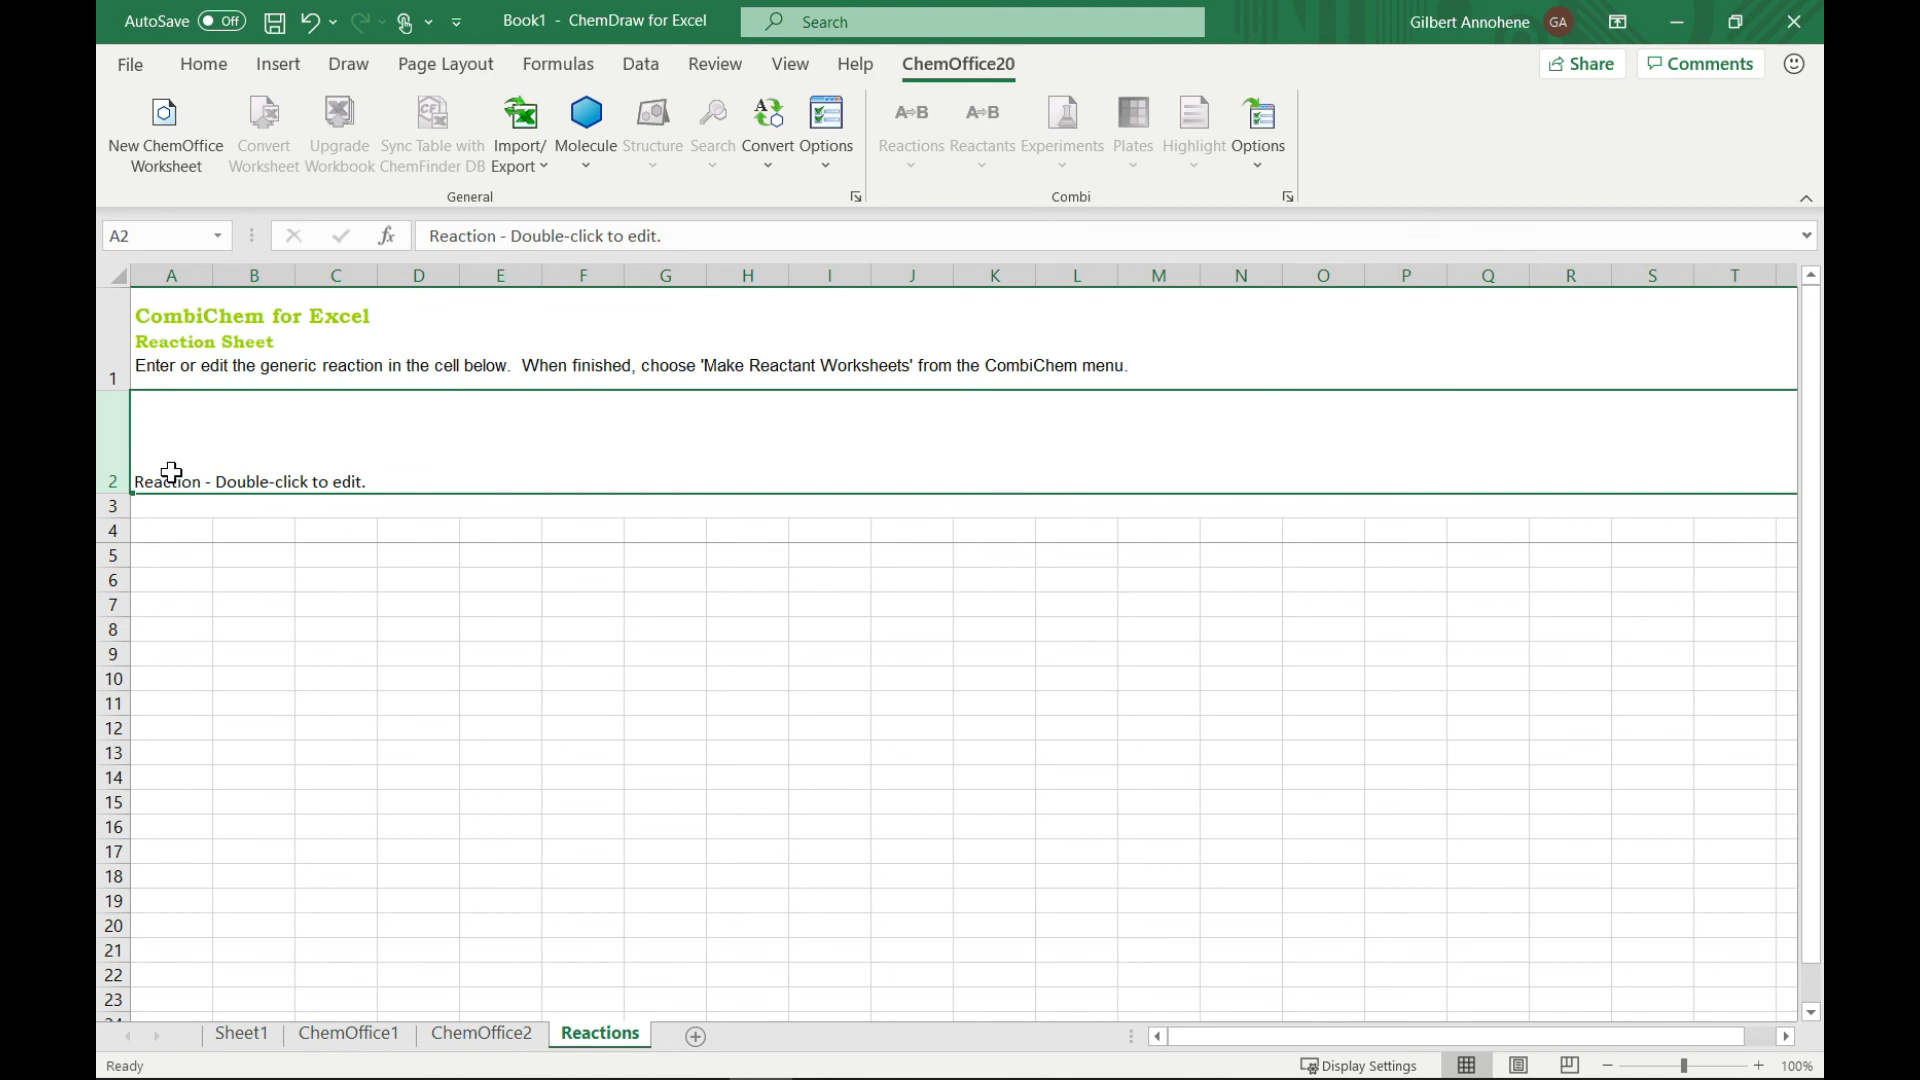 AutoSave Off Book1 - ChemDraw for Excel Search Gilbert Annohene GA
File Home Insert Draw Page Layout Formulas Data Review View Help ChemOffice20 Share Comments
New ChemOffice Worksheet
Convert Worksheet
Upgrade Workbook
Sync Table with ChemFinder DB
Import/ Export
Molecule
Structure
Search
Convert
Options
Reactions
Reactants
Experiments
Plates
Highlight
Options
General Combi
A2 fx Reaction - Double-click to edit.
A B C D E F G H I J K L M N O P Q R S T
CombiChem for Excel
Reaction Sheet
Enter or edit the generic reaction in the cell below. When finished, choose 'Make Reactant Worksheets' from the CombiChem menu.
1
2 Reaction - Double-click to edit.
3
4
5
6
7
8
9
10
11
12
13
14
15
16
17
18
19
20
21
22
23
Sheet1 ChemOffice1 ChemOffice2 Reactions
Ready Display Settings 100%